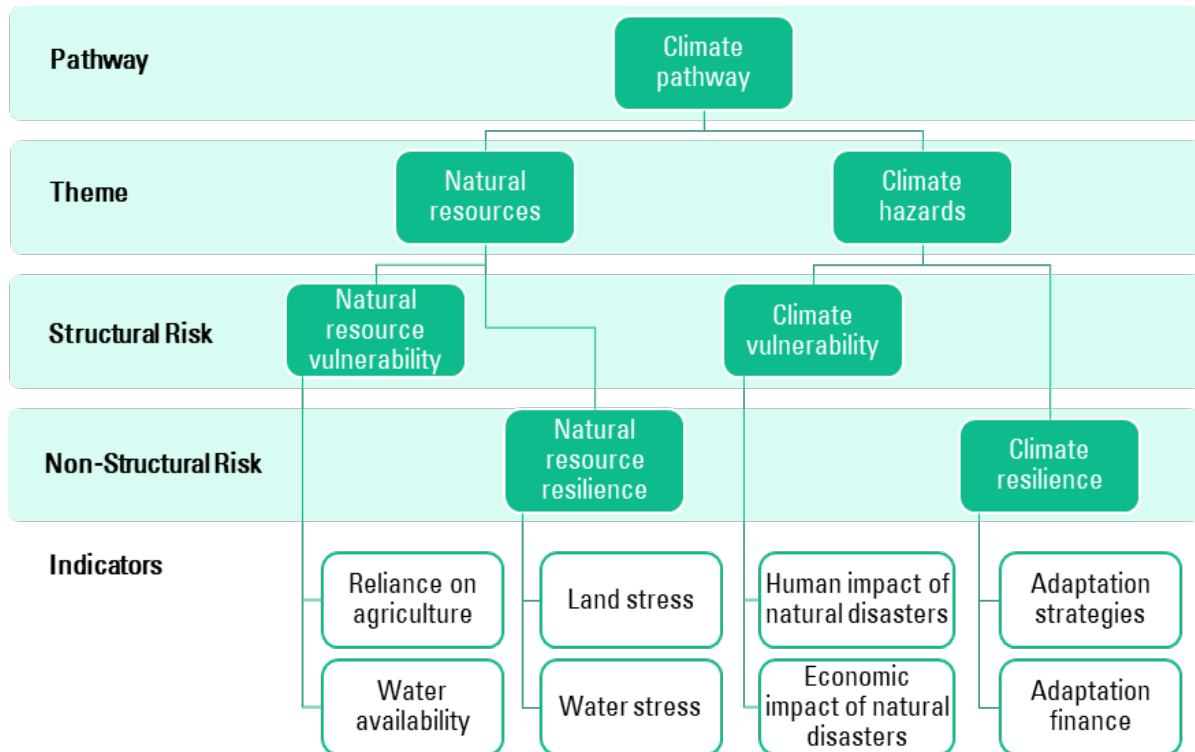 Pathway
Climate
pathway
Theme
Natural
resources
Climate
hazards
Structural Risk
Natural
resource
vulnerability
Climate
vulnerability
Non-Structural Risk
Natural
resource
resilience
Climate
resilience
Indicators
Reliance on
agriculture
Land stress
Human impact of
natural disasters
Adaptation
strategies
Water
availability
Water stress
Economic
impact of natural
disasters
Adaptation
finance